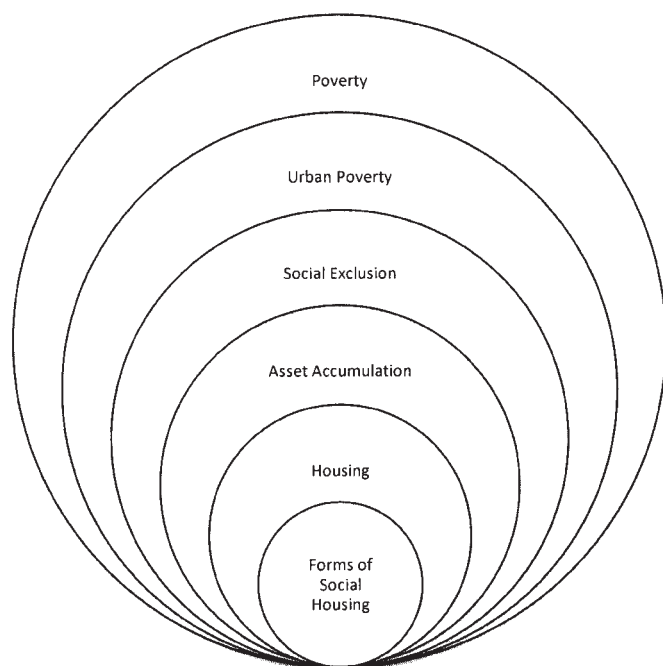 Poverty
Urban Poverty
Social Exclusion
Asset Accumulation
Housing
Forms of
Social
Housing